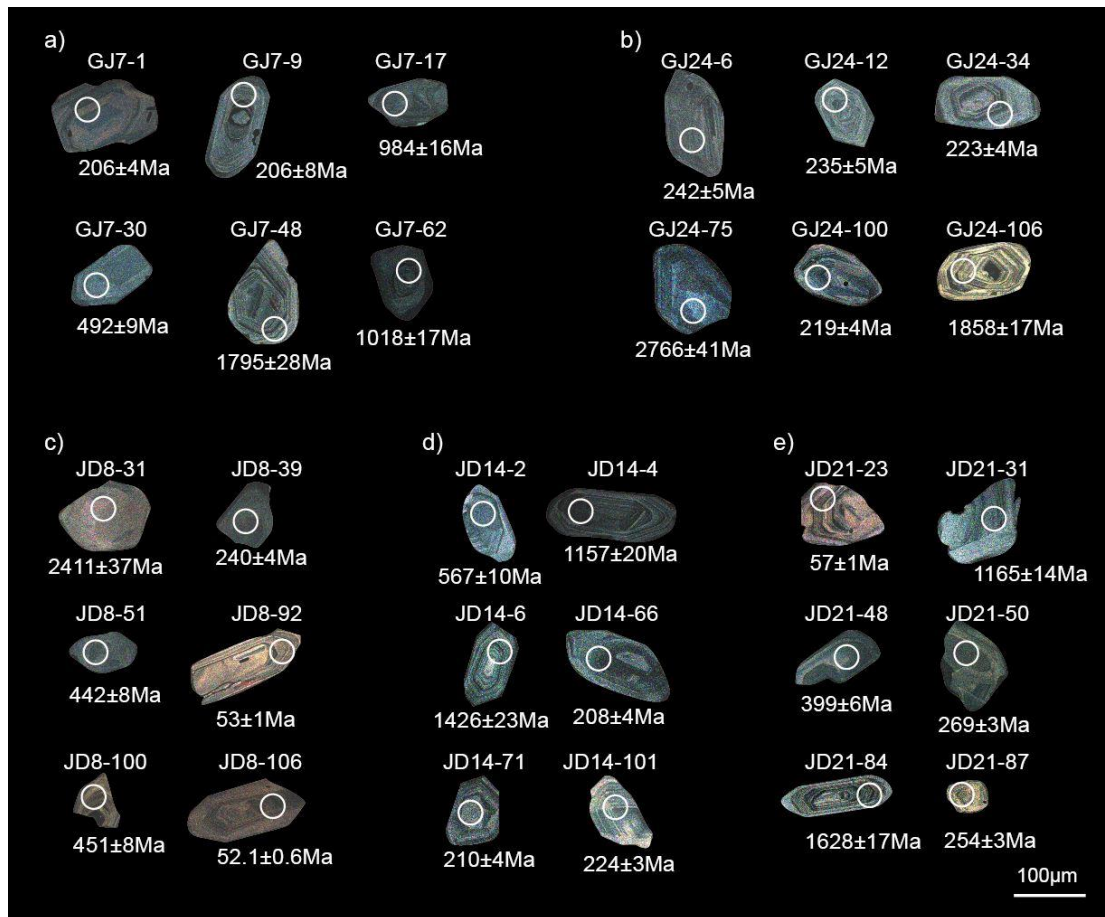 a)
GJ7-1 GJ7-9 GJ7-17
206±4Ma 206±8Ma 984±16Ma
GJ7-30 GJ7-48 GJ7-62
492±9Ma 1795±28Ma 1018±17Ma
b)
GJ24-6 GJ24-12 GJ24-34
242±5Ma 235±5Ma 223±4Ma
GJ24-75 GJ24-100 GJ24-106
2766±41Ma 219±4Ma 1858±17Ma
c)
JD8-31 JD8-39
2411±37Ma 240±4Ma
JD8-51 JD8-92
442±8Ma 53±1Ma
JD8-100 JD8-106
451±8Ma 52.1±0.6Ma
d)
JD14-2 JD14-4
567±10Ma 1157±20Ma
JD14-6 JD14-66
1426±23Ma 208±4Ma
JD14-71 JD14-101
210±4Ma 224±3Ma
e)
JD21-23 JD21-31
57±1Ma 1165±14Ma
JD21-48 JD21-50
399±6Ma 269±3Ma
JD21-84 JD21-87
1628±17Ma 254±3Ma
100μm